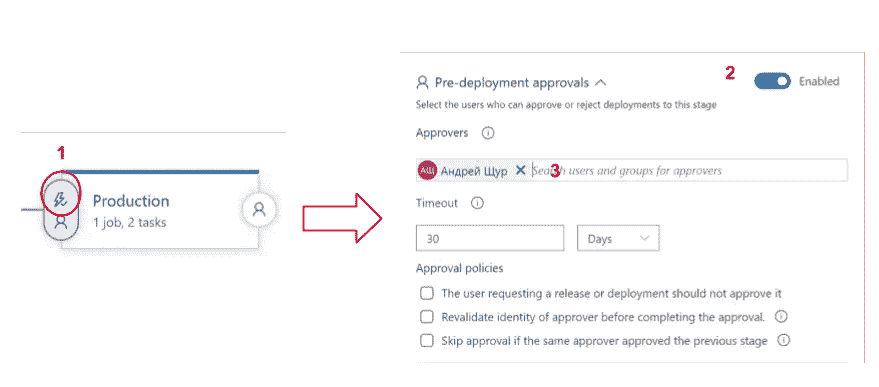 1
Production
1 job, 2 tasks
2
Pre-deployment approvals
Enabled
Select the users who can approve or reject deployments to this stage
Approvers
АЩ Андрей Щур 3 Search users and groups for approvers
Timeout
30 Days
Approval policies
The user requesting a release or deployment should not approve it
Revalidate identity of approver before completing the approval.
Skip approval if the same approver approved the previous stage